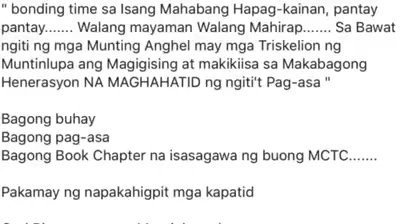 " bonding time sa Isang Mahabang Hapag-kainan, pantay
pantay....... Walang mayaman Walang Mahirap....... Sa Bawat
ngiti ng mga Munting Anghel may mga Triskelion ng
Muntinlupa ang Magigising at makikiisa sa Makabagong
Henerasyon NA MAGHAHATID ng ngiti't Pag-asa "
Bagong buhay
Bagong pag-asa
Bagong Book Chapter na isasagawa ng buong MCTC.......
Pakamay ng napakahigpit mga kapatid